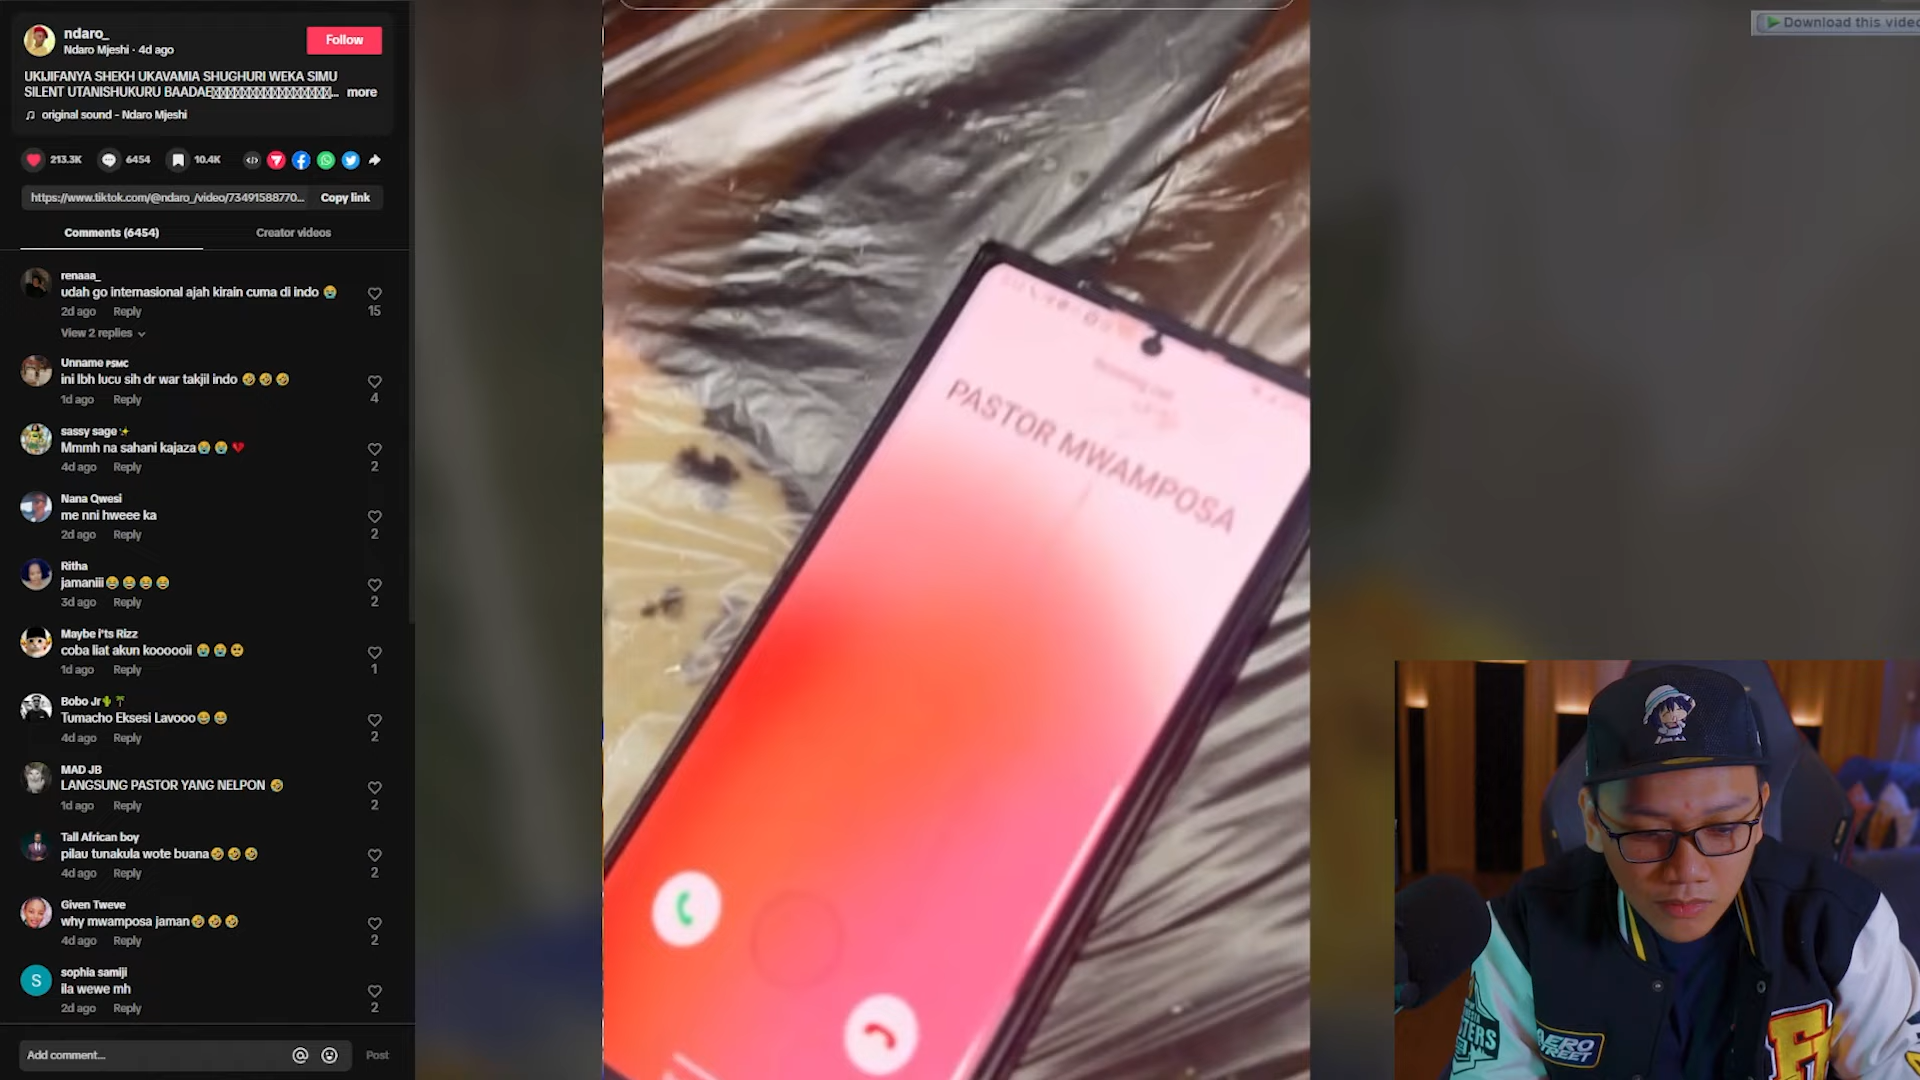 ndaro_
Ndaro Mjeshi · 4d ago
Follow
UKIJIFANYA SHEKH UKAVAMIA SHUGHURI WEKA SIMU
SILENT UTANISHUKURU BAADAE... more
original sound - Ndaro Mjeshi
213.3K
6454
10.4K
https://www.tiktok.com/@ndaro_/video/73491588770...
Copy link
Comments (6454)
Creator videos
renaaa_
udah go internasional ajah kirain cuma di indo 😭
2d ago Reply
15
View 2 replies
Unname PSMC
ini lbh lucu sih dr war takjil indo 🤣 🤣 🤣
1d ago Reply
4
sassy sage✨
Mmmh na sahani kajaza😭 😭 💔
4d ago Reply
2
Nana Qwesi
me nni hweee ka
2d ago Reply
2
Ritha
jamaniii😂 😂 😂 😂
3d ago Reply
2
Maybe i'ts Rizz
coba liat akun koooooii 😭 😭 🥺
1d ago Reply
1
Bobo Jr🌵🌴
Tumacho Eksesi Lavooo😂 😂
4d ago Reply
2
MAD JB
LANGSUNG PASTOR YANG NELPON 🤣
1d ago Reply
2
Tall African boy
pilau tunakula wote buana🤣 🤣 🤣
4d ago Reply
2
Given Tweve
why mwamposa jaman🤣 🤣 🤣
4d ago Reply
2
S
sophia samiji
ila wewe mh
2d ago Reply
2
Add comment...
Post
PASTOR MWAMPOSA
Download this video
AERO
STREET